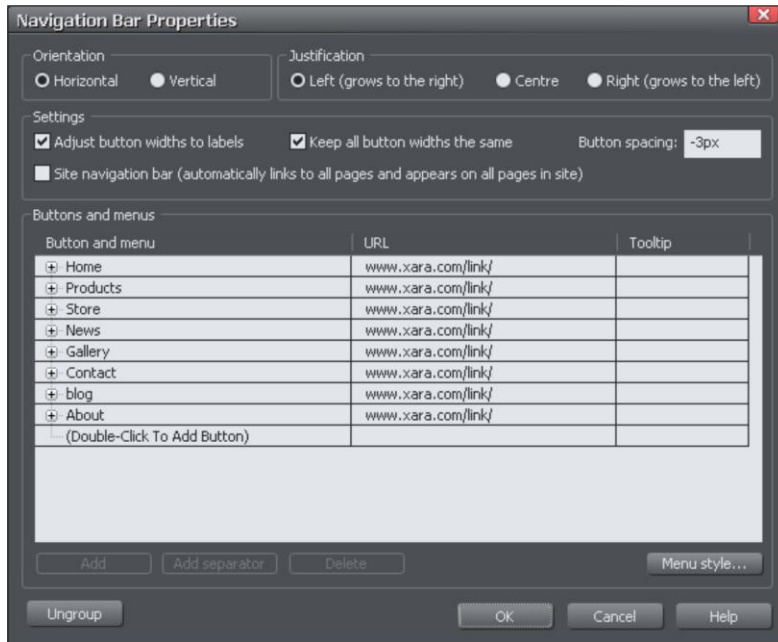 Navigation Bar Properties
Orientation
Horizontal Vertical
Justification
Left (grows to the right) Centre Right (grows to the left)
Settings
Adjust button widths to labels Keep all button widths the same Button spacing: -3px
Site navigation bar (automatically links to all pages and appears on all pages in site)
Buttons and menus
Button and menu URL Tooltip
Home www.xara.com/link/
Products www.xara.com/link/
Store www.xara.com/link/
News www.xara.com/link/
Gallery www.xara.com/link/
Contact www.xara.com/link/
blog www.xara.com/link/
About www.xara.com/link/
(Double-Click To Add Button)
Add Add separator Delete Menu style...
Ungroup OK Cancel Help